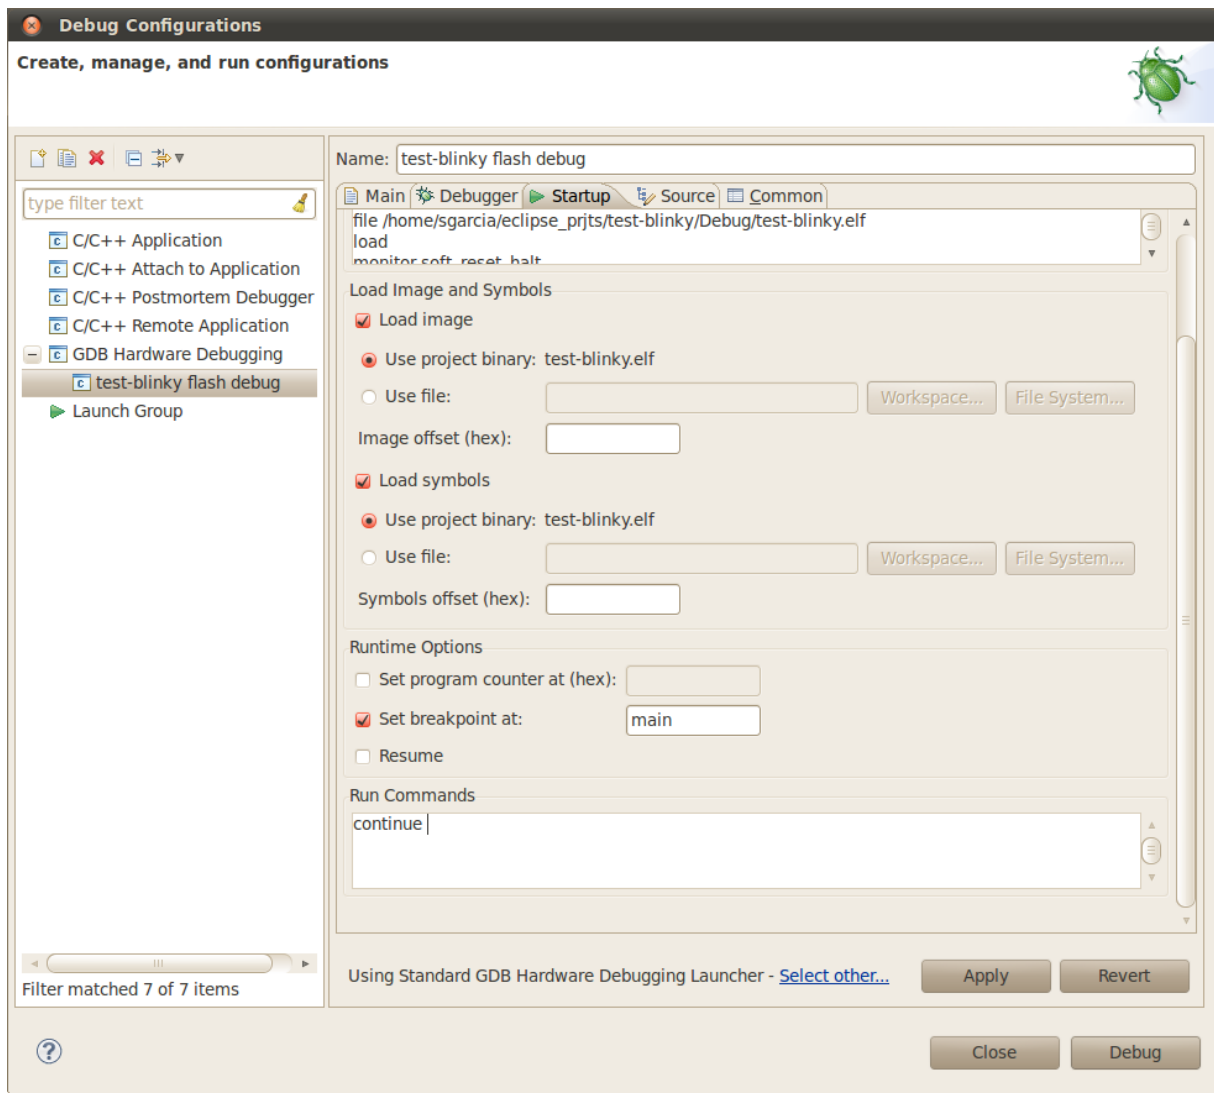 Debug Configurations
Create, manage, and run configurations
type filter text
C/C++ Application
C/C++ Attach to Application
C/C++ Postmortem Debugger
C/C++ Remote Application
GDB Hardware Debugging
test-blinky flash debug
Launch Group
Filter matched 7 of 7 items
Name: test-blinky flash debug
Main Debugger Startup Source Common
file /home/sgarcia/eclipse_prjts/test-blinky/Debug/test-blinky.elf
load
monitor soft_reset_halt
Load Image and Symbols
Load image
Use project binary: test-blinky.elf
Use file: Workspace... File System...
Image offset (hex):
Load symbols
Use project binary: test-blinky.elf
Use file: Workspace... File System...
Symbols offset (hex):
Runtime Options
Set program counter at (hex):
Set breakpoint at: main
Resume
Run Commands
continue
Using Standard GDB Hardware Debugging Launcher - Select other... Apply Revert
Close Debug